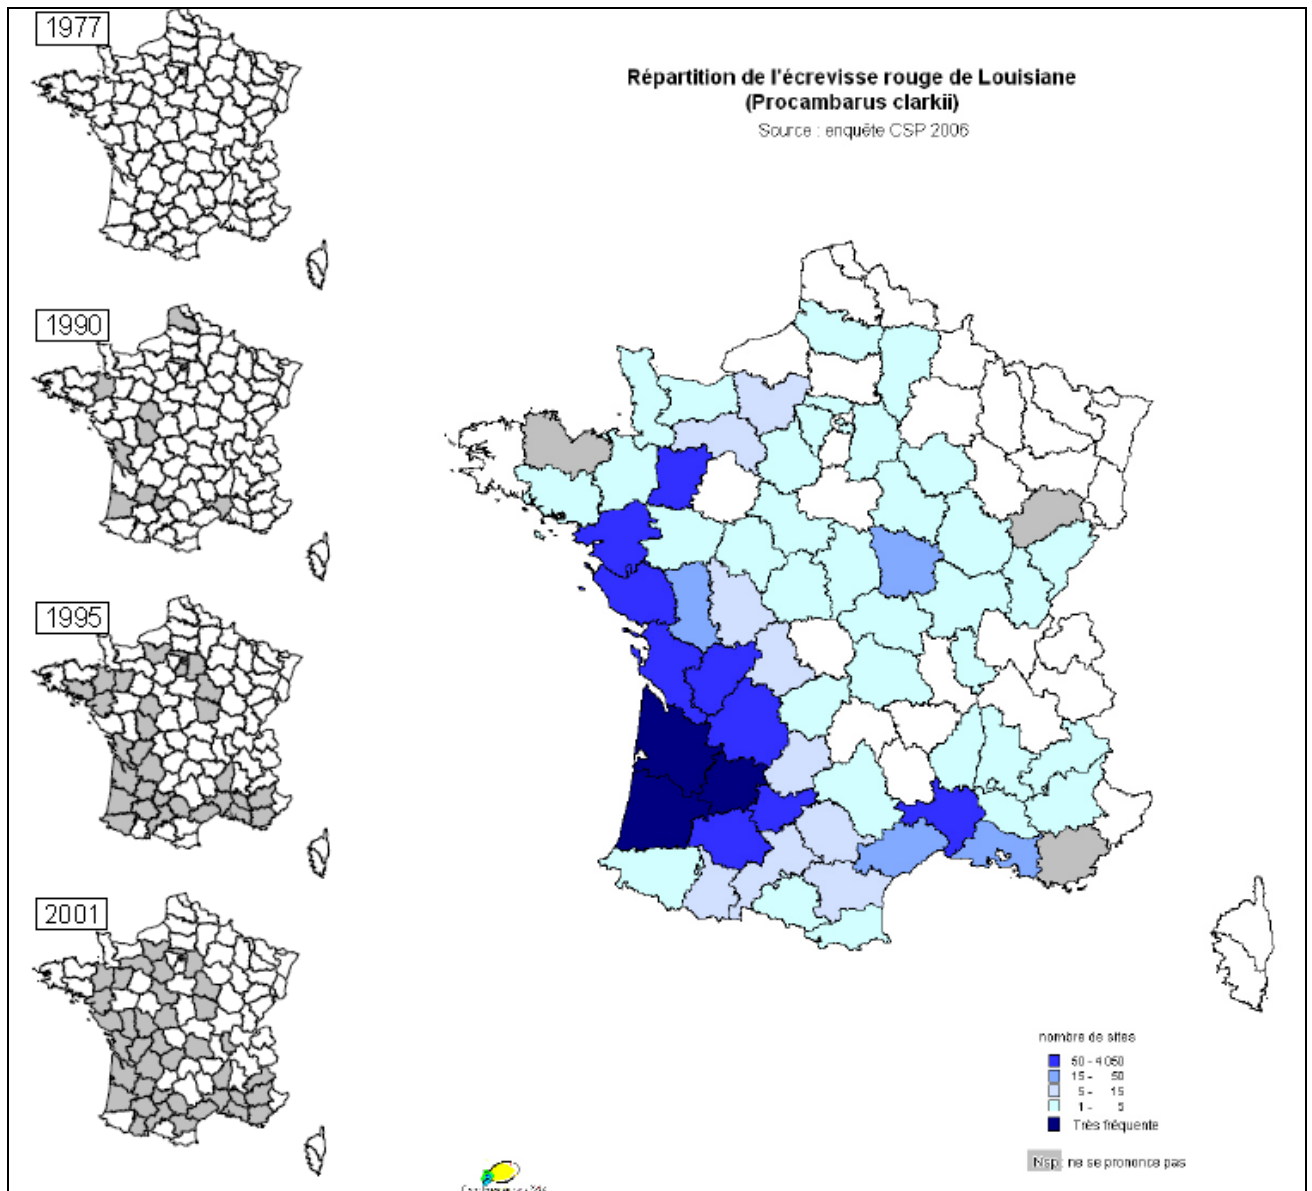 1977
Répartition de l'écrevisse rouge de Louisiane
(Procambarus clarkii)
Source : enquête CSP 2006
1990
1995
2001
nombre de sites
50 - 4 050
15 - 50
5 - 15
1 - 5
Très fréquente
Nsp: ne se prononce pas